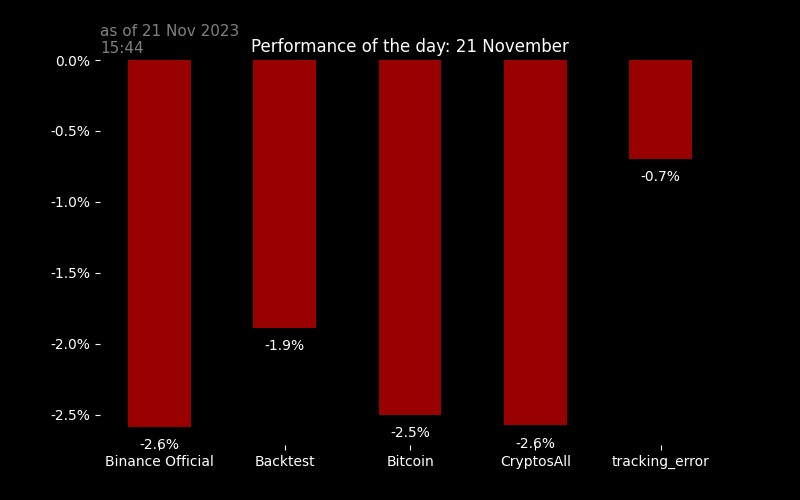 as of 21 Nov 2023
15:44
Performance of the day: 21 November
0.0%
-0.5%
-1.0%
-1.5%
-2.0%
-2.5%
-2.6%
-1.9%
-2.5%
-2.6%
-0.7%
Binance Official
Backtest
Bitcoin
CryptosAll
tracking_error